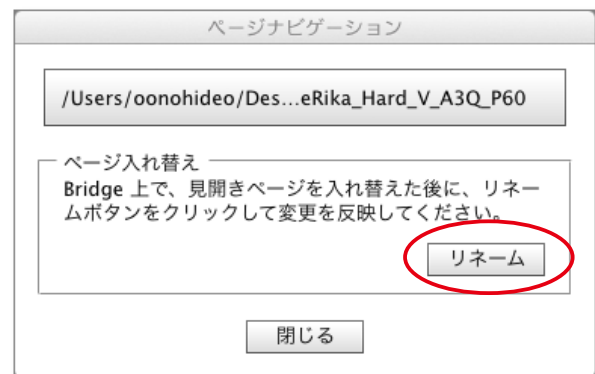 ページナビゲーション
/Users/oonohideo/Des...eRika_Hard_V_A3Q_P60
ページ入れ替え
Bridge 上で、見開きページを入れ替えた後に、リネー
ムボタンをクリックして変更を反映してください。
リネーム
閉じる